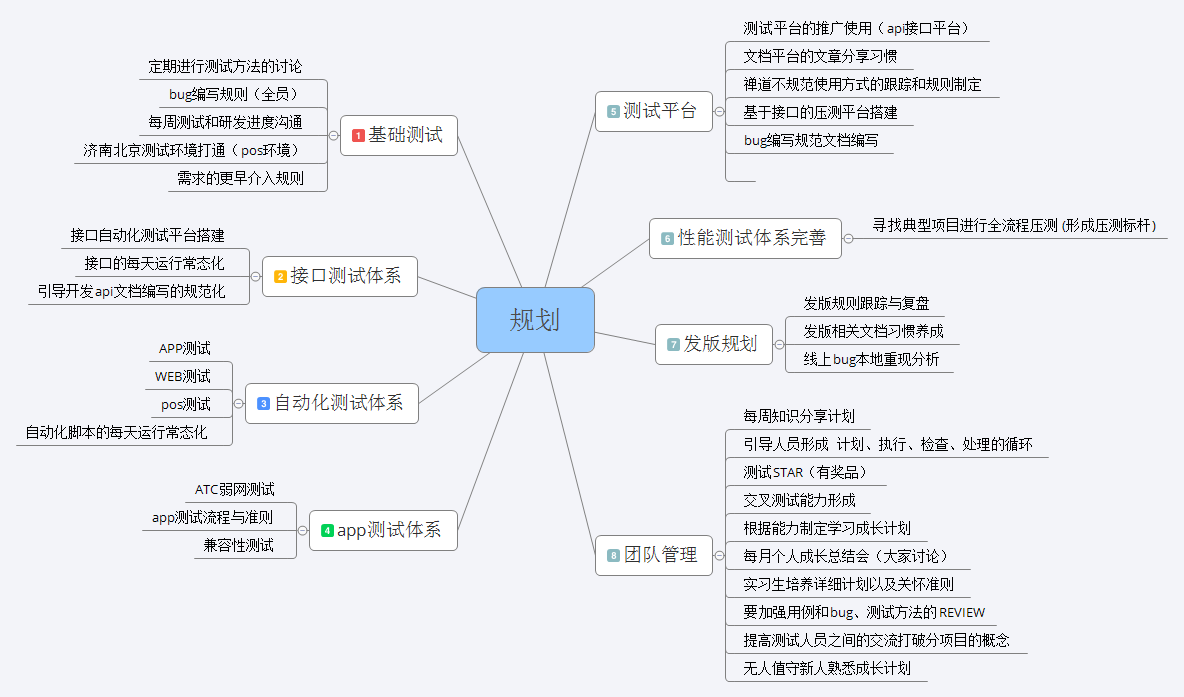 规划
1 基础测试
定期进行测试方法的讨论
bug编写规则（全员）
每周测试和研发进度沟通
济南北京测试环境打通（pos环境）
需求的更早介入规则
2 接口测试体系
接口自动化测试平台搭建
接口的每天运行常态化
引导开发api文档编写的规范化
3 自动化测试体系
APP测试
WEB测试
pos测试
自动化脚本的每天运行常态化
4 app测试体系
ATC弱网测试
app测试流程与准则
兼容性测试
5 测试平台
测试平台的推广使用（api接口平台）
文档平台的文章分享习惯
禅道不规范使用方式的跟踪和规则制定
基于接口的压测平台搭建
bug编写规范文档编写
6 性能测试体系完善
寻找典型项目进行全流程压测 (形成压测标杆)
7 发版规划
发版规则跟踪与复盘
发版相关文档习惯养成
线上bug本地重现分析
8 团队管理
每周知识分享计划
引导人员形成 计划、执行、检查、处理的循环
测试STAR（有奖品）
交叉测试能力形成
根据能力制定学习成长计划
每月个人成长总结会（大家讨论）
实习生培养详细计划以及关怀准则
要加强用例和bug、测试方法的REVIEW
提高测试人员之间的交流打破分项目的概念
无人值守新人熟悉成长计划